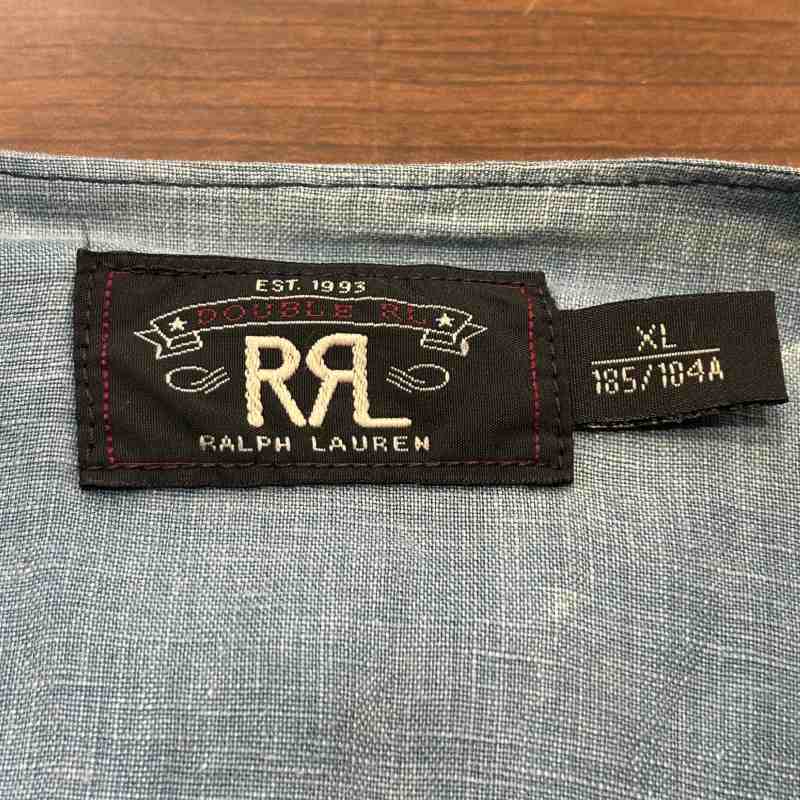 EST. 1993
DOUBLE RL
RRL
RALPH LAUREN
XL
185/104A